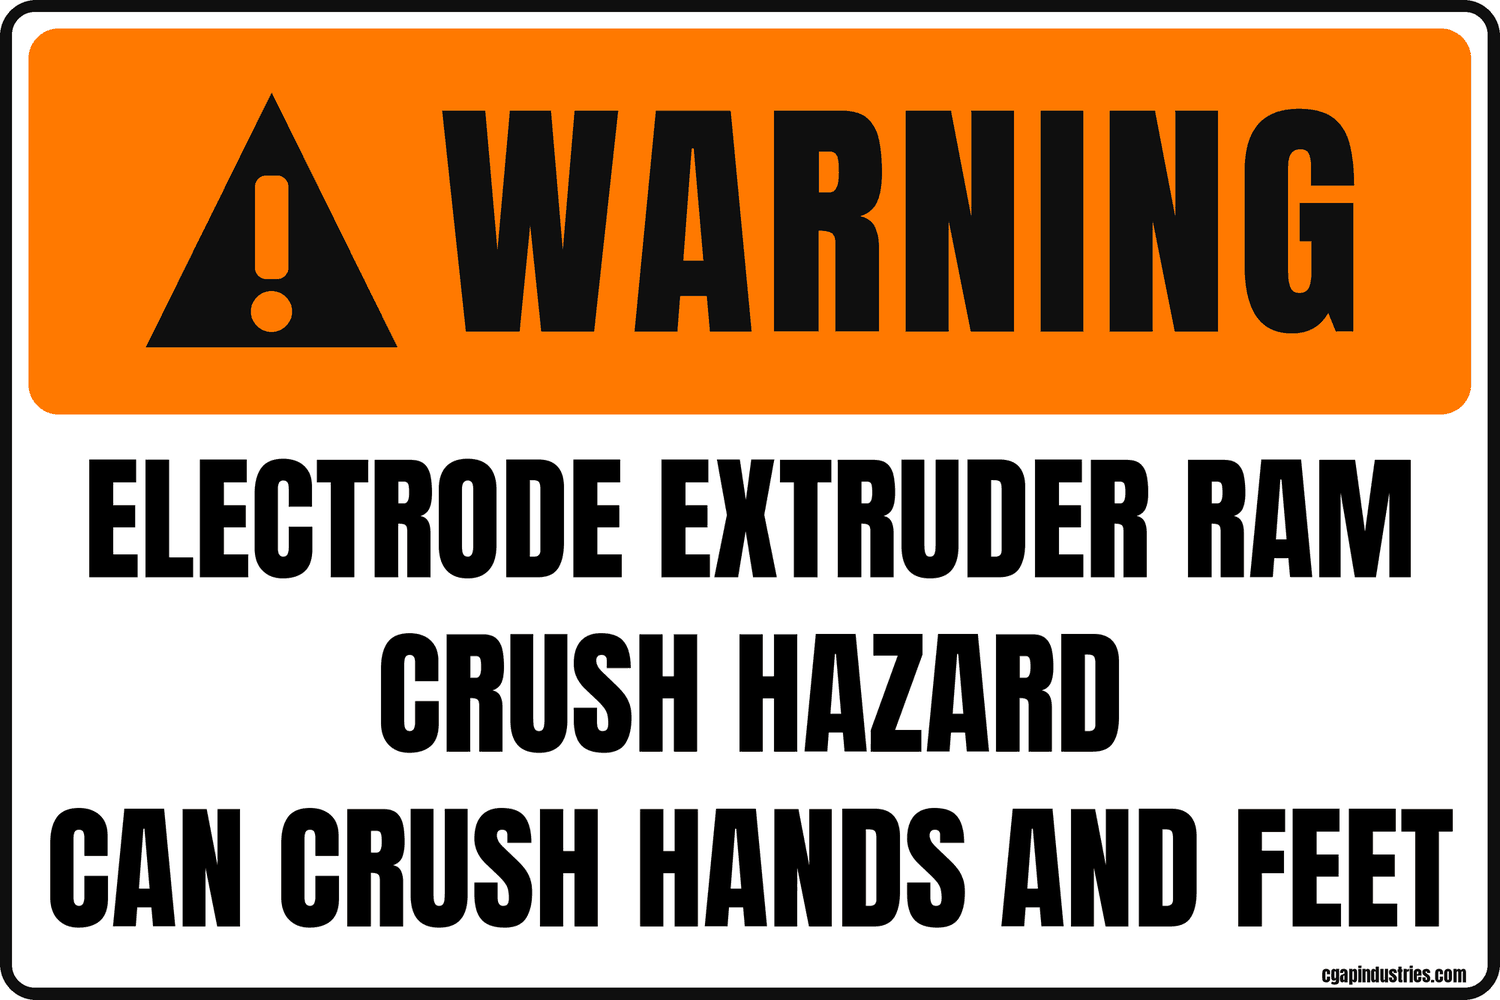 WARNING
ELECTRODE EXTRUDER RAM
CRUSH HAZARD
CAN CRUSH HANDS AND FEET
cgapindustries.com